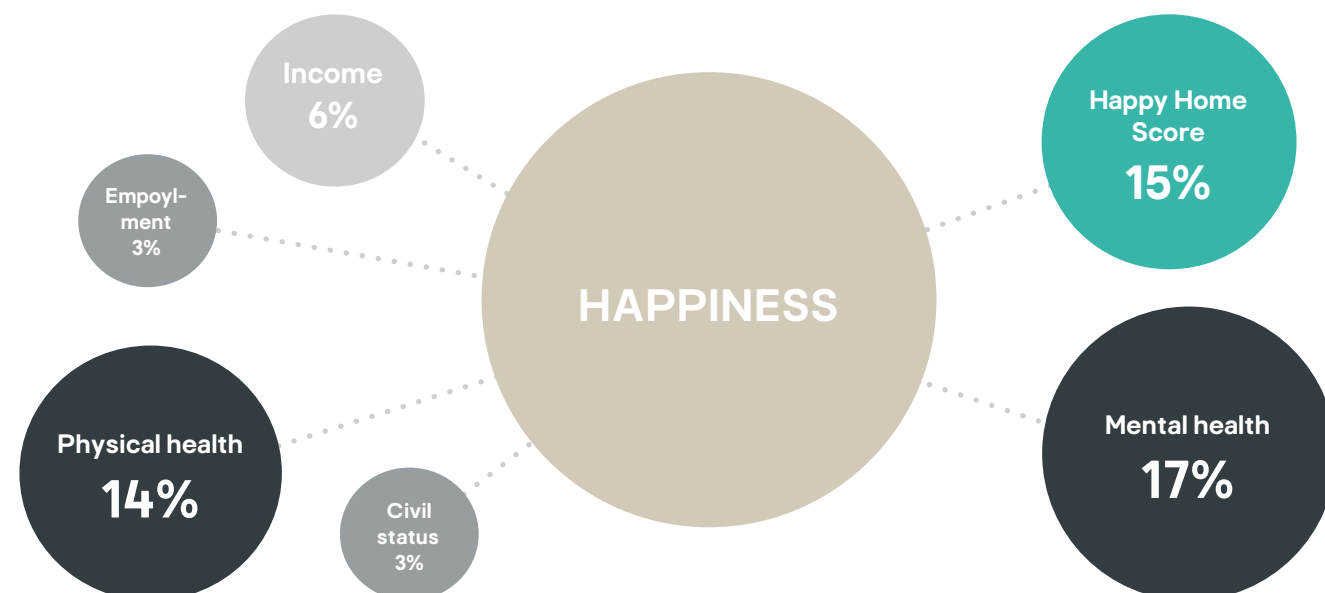 Income
6%
Empoyl-
ment
3%
Physical health
14%
Civil
status
3%
HAPPINESS
Happy Home
Score
15%
Mental health
17%